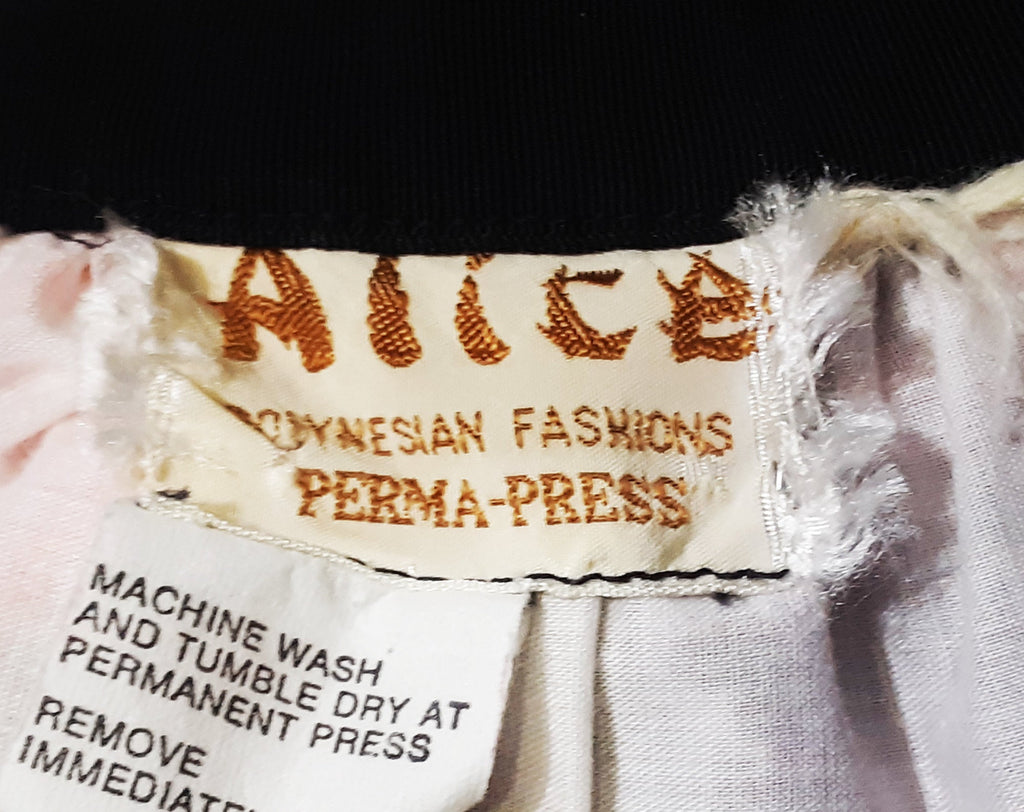 Alice
POLYNESIAN FASHIONS
PERMA-PRESS
MACHINE WASH
AND TUMBLE DRY AT
PERMANENT PRESS
REMOVE